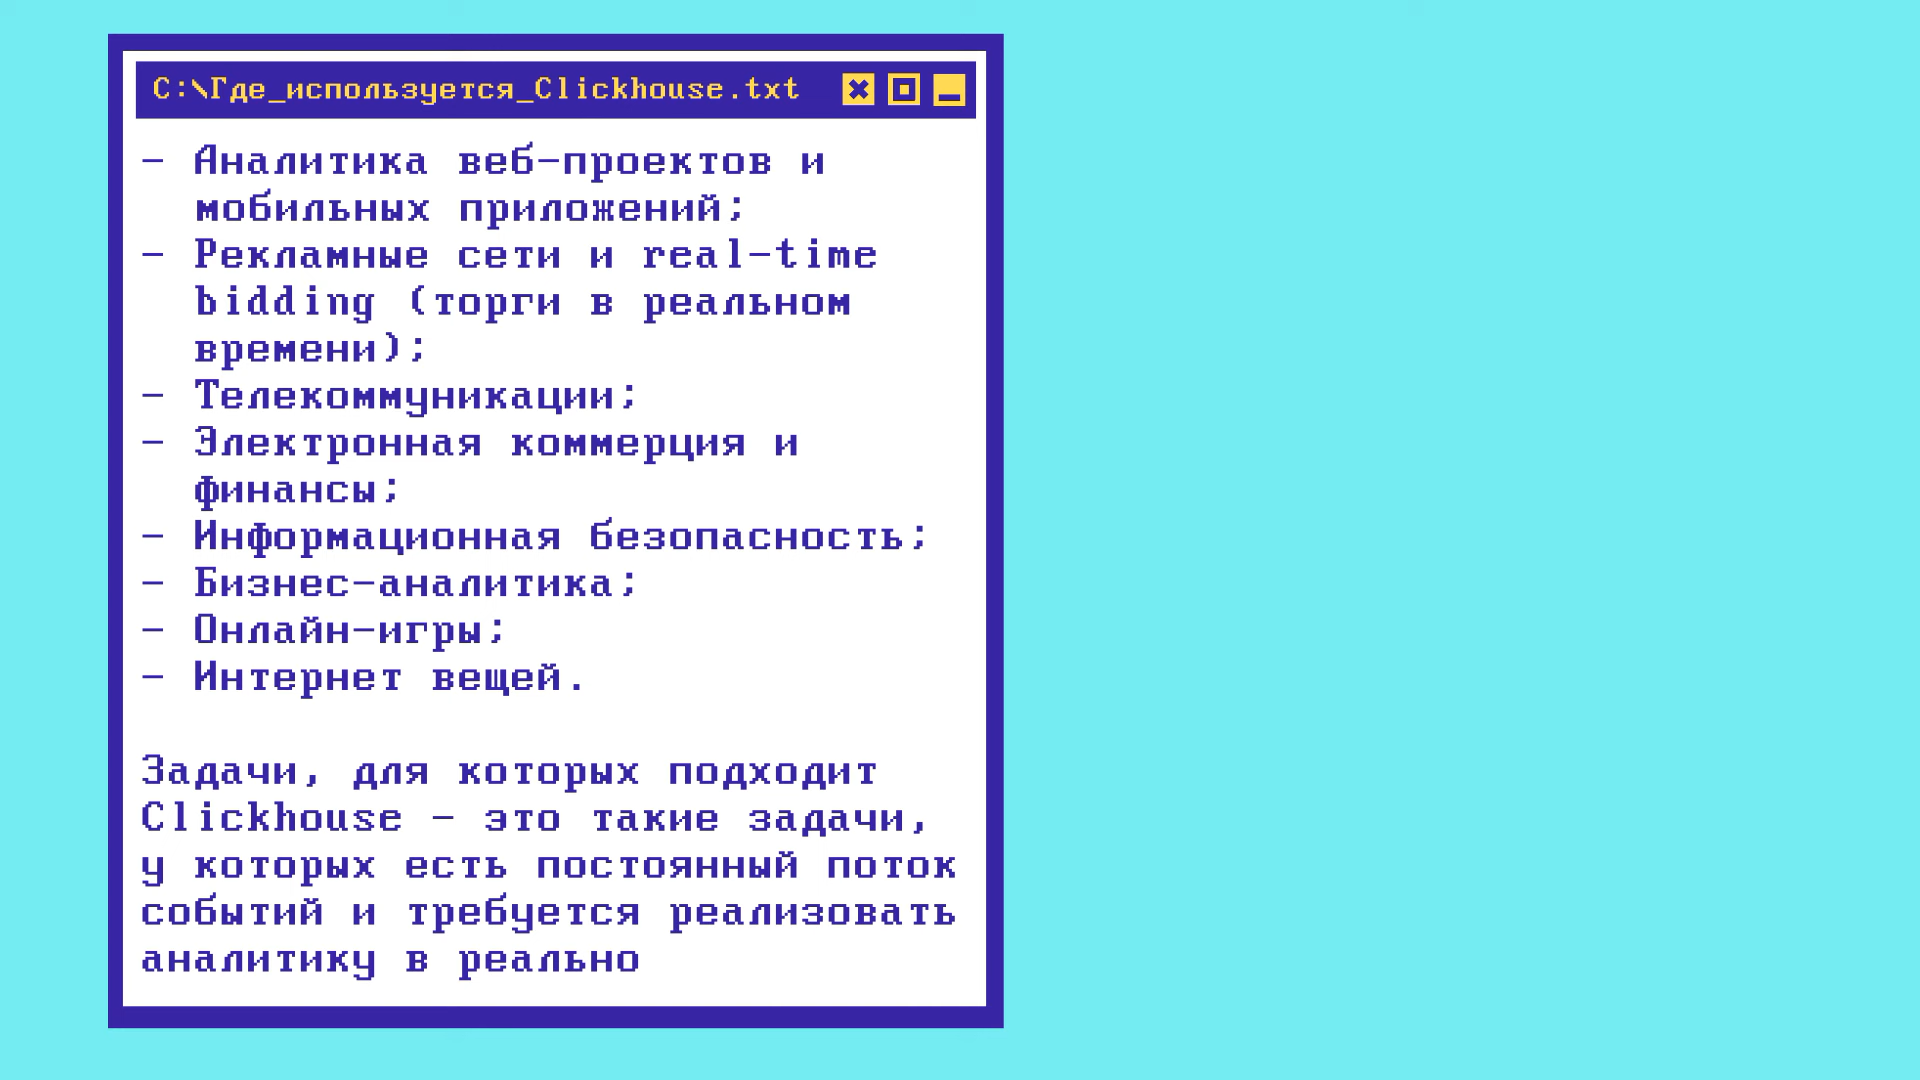 C:\Где_используется_Clickhouse.txt
- Аналитика веб-проектов и
мобильных приложений;
- Рекламные сети и real-time
bidding (торги в реальном
времени);
- Телекоммуникации;
- Электронная коммерция и
финансы;
- Информационная безопасность;
- Бизнес-аналитика;
- Онлайн-игры;
- Интернет вещей.
Задачи, для которых подходит
Clickhouse - это такие задачи,
у которых есть постоянный поток
событий и требуется реализовать
аналитику в реально